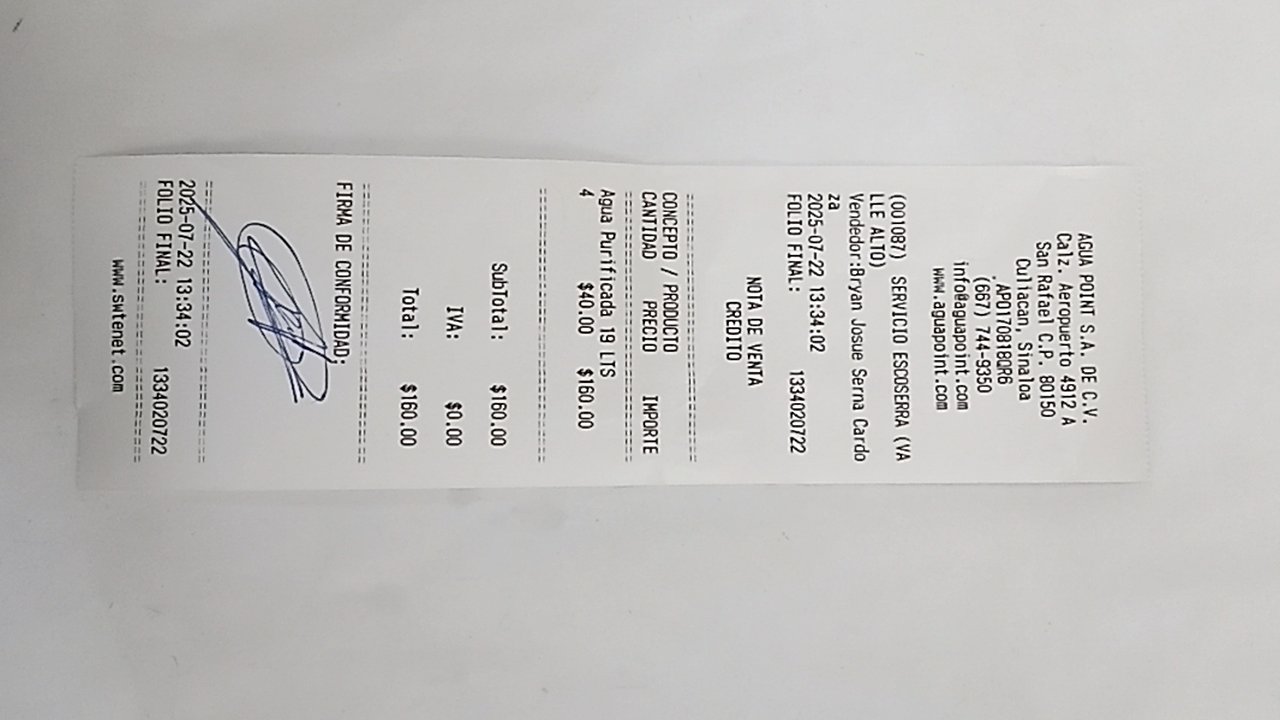 AGUA POINT S.A. DE C.V.
Calz. Aeropuerto 4912 A
San Rafael C.P. 80150
Culiacan, Sinaloa
.
APO170818QR6
(667) 744-9350
info@aguapoint.com
www.aguapoint.com
(001087) SERVICIO ESCOSERRA (VA
LLE ALTO)
Vendedor:Bryan Josue Serna Cardo
za
2025-07-22 13:34:02
FOLIO FINAL: 1334020722
NOTA DE VENTA
CREDITO
CONCEPTO / PRODUCTO
CANTIDAD PRECIO IMPORTE
Agua Purificada 19 LTS
4 $40.00 $160.00
SubTotal: $160.00
IVA: $0.00
Total: $160.00
FIRMA DE CONFORMIDAD;
2025-07-22 13:34:02
FOLIO FINAL: 1334020722
www.swtenet.com